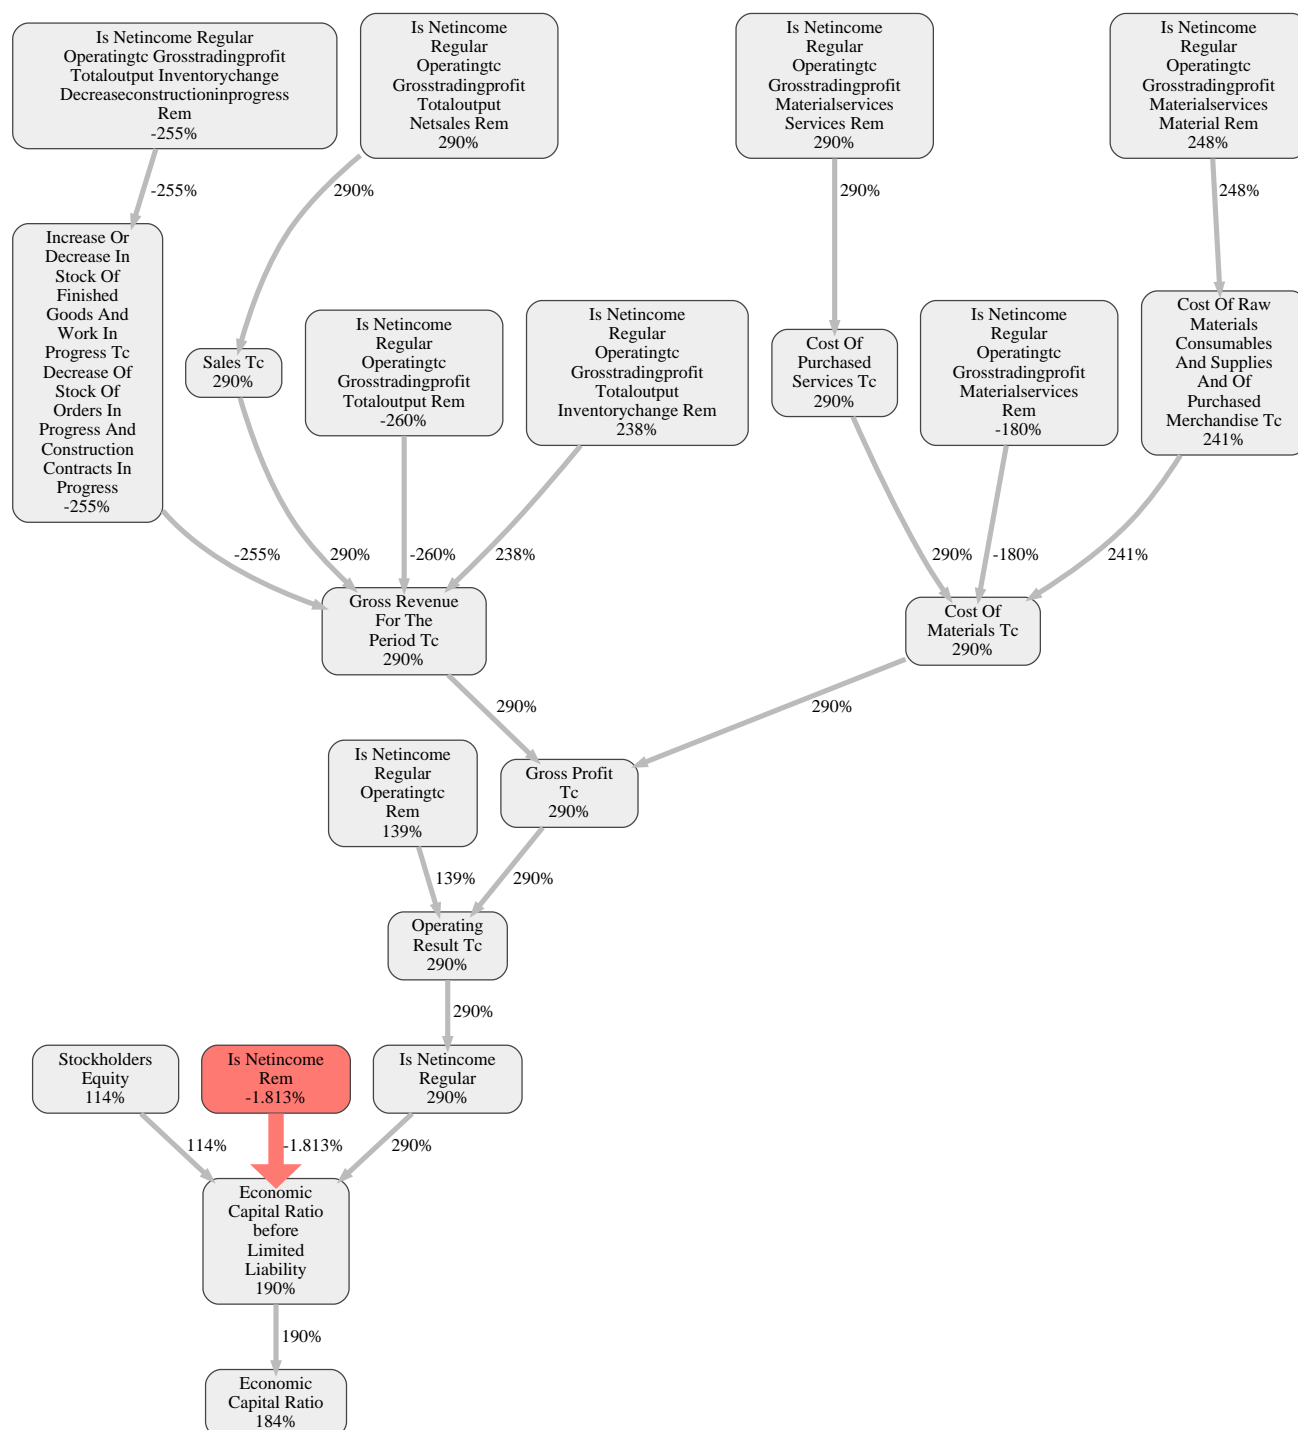 Is Netincome Regular
Operatingtc Grosstradingprofit
Totaloutput Inventorychange
Decreaseconstructioninprogress
Rem
-255%
Is Netincome
Regular
Operatingtc
Grosstradingprofit
Totaloutput
Netsales Rem
290%
Is Netincome
Regular
Operatingtc
Grosstradingprofit
Materialservices
Services Rem
290%
Is Netincome
Regular
Operatingtc
Grosstradingprofit
Materialservices
Material Rem
248%
-255%
290%
290%
248%
Increase Or
Decrease In
Stock Of
Finished
Goods And
Work In
Progress Tc
Decrease Of
Stock Of
Orders In
Progress And
Construction
Contracts In
Progress
-255%
Sales Tc
290%
Is Netincome
Regular
Operatingtc
Grosstradingprofit
Totaloutput Rem
-260%
Is Netincome
Regular
Operatingtc
Grosstradingprofit
Totaloutput
Inventorychange Rem
238%
Cost Of
Purchased
Services Tc
290%
Is Netincome
Regular
Operatingtc
Grosstradingprofit
Materialservices
Rem
-180%
Cost Of Raw
Materials
Consumables
And Supplies
And Of
Purchased
Merchandise Tc
241%
-255%
290%
-260%
238%
290%
-180%
241%
Gross Revenue
For The
Period Tc
290%
Cost Of
Materials Tc
290%
290%
290%
Is Netincome
Regular
Operatingtc
Rem
139%
Gross Profit
Tc
290%
139%
290%
Operating
Result Tc
290%
290%
Stockholders
Equity
114%
Is Netincome
Rem
-1.813%
Is Netincome
Regular
290%
114%
-1.813%
290%
Economic
Capital Ratio
before
Limited
Liability
190%
190%
Economic
Capital Ratio
184%